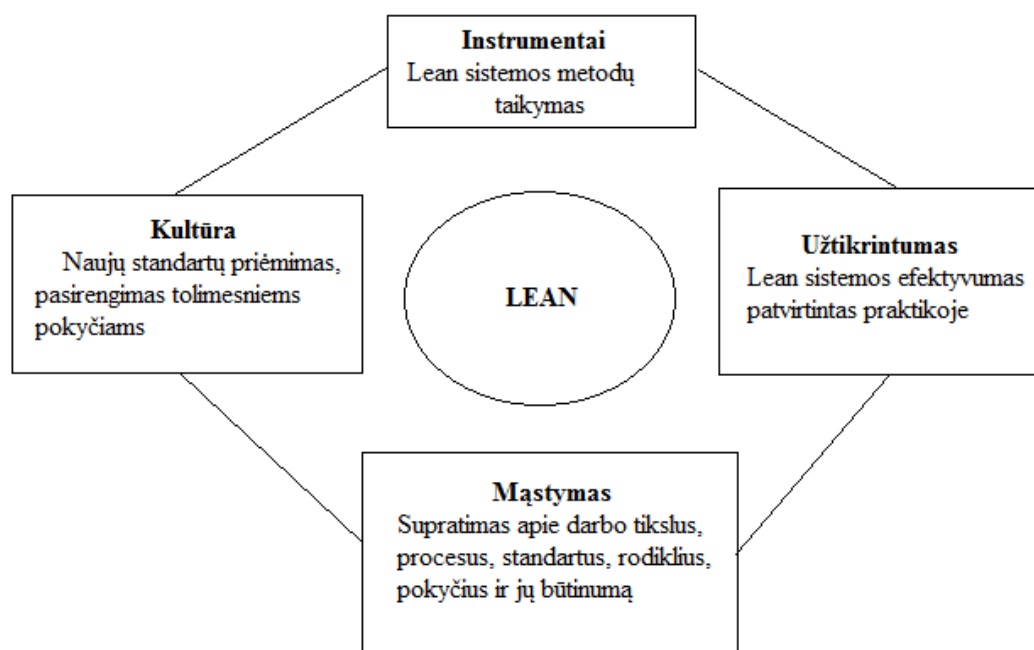 Instrumentai
Lean sistemos metodų
taikymas
Kultūra
Naujų standartų priėmimas,
pasirengimas tolimesniems
pokyčiams
LEAN
Užtikrintumas
Lean sistemos efektyvumas
patvirtintas praktikoje
Mąstymas
Supratimas apie darbo tikslus,
procesus, standartus, rodiklius,
pokyčius ir jų būtinumą